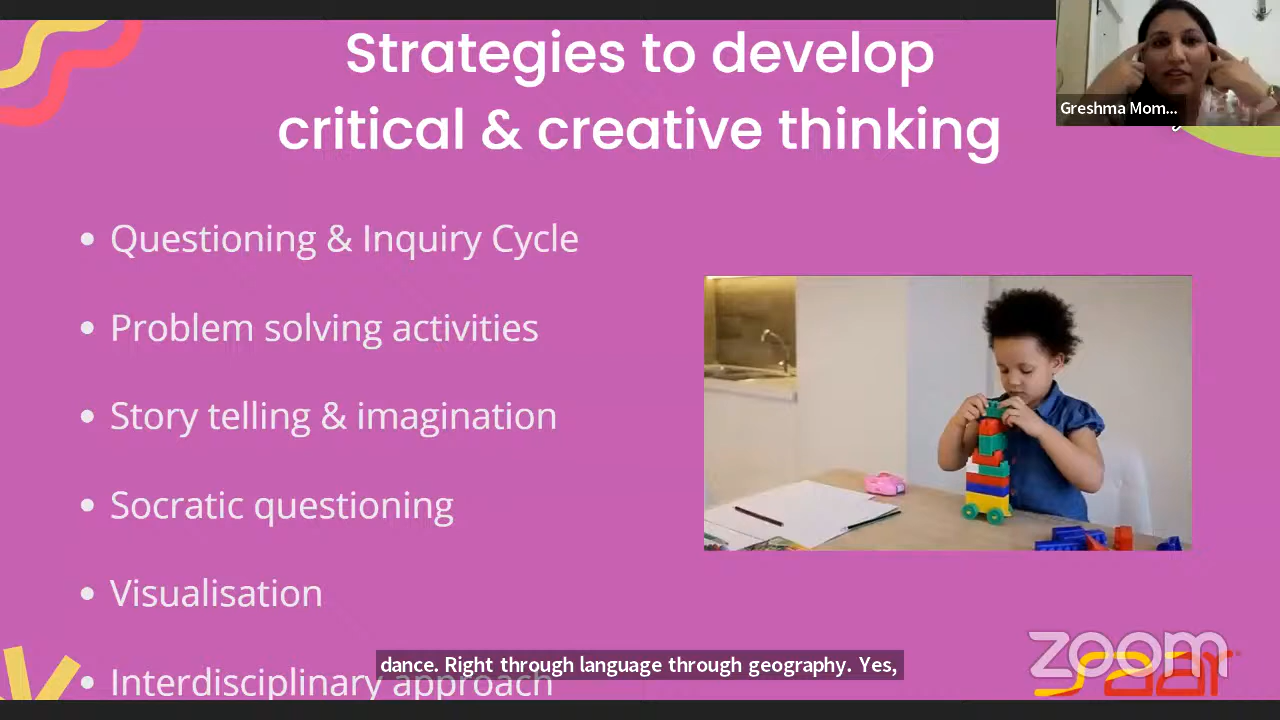 Strategies to develop
critical & creative thinking
Greshma Mom...
Questioning & Inquiry Cycle
Problem solving activities
Story telling & imagination
Socratic questioning
Visualisation
Interdisciplinary approach
dance. Right through language through geography. Yes,
zoom
saar